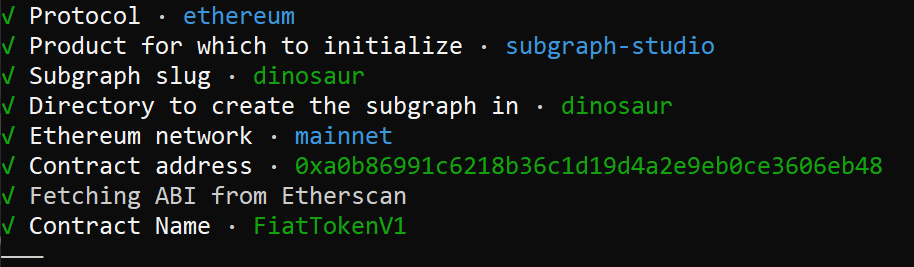 √ Protocol · ethereum
√ Product for which to initialize · subgraph-studio
√ Subgraph slug · dinosaur
√ Directory to create the subgraph in · dinosaur
√ Ethereum network · mainnet
√ Contract address · 0xa0b86991c6218b36c1d19d4a2e9eb0ce3606eb48
√ Fetching ABI from Etherscan
√ Contract Name · FiatTokenV1